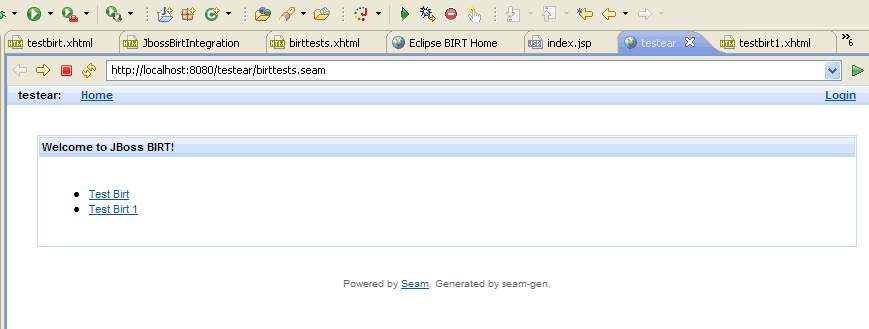 testbirt.xhtml JbossBirtIntegration birttests.xhtml Eclipse BIRT Home index.jsp testear testbirt1.xhtml 6
http://localhost:8080/testear/birttests.seam
testear: Home Login
Welcome to JBoss BIRT!
Test Birt
Test Birt 1
Powered by Seam. Generated by seam-gen.